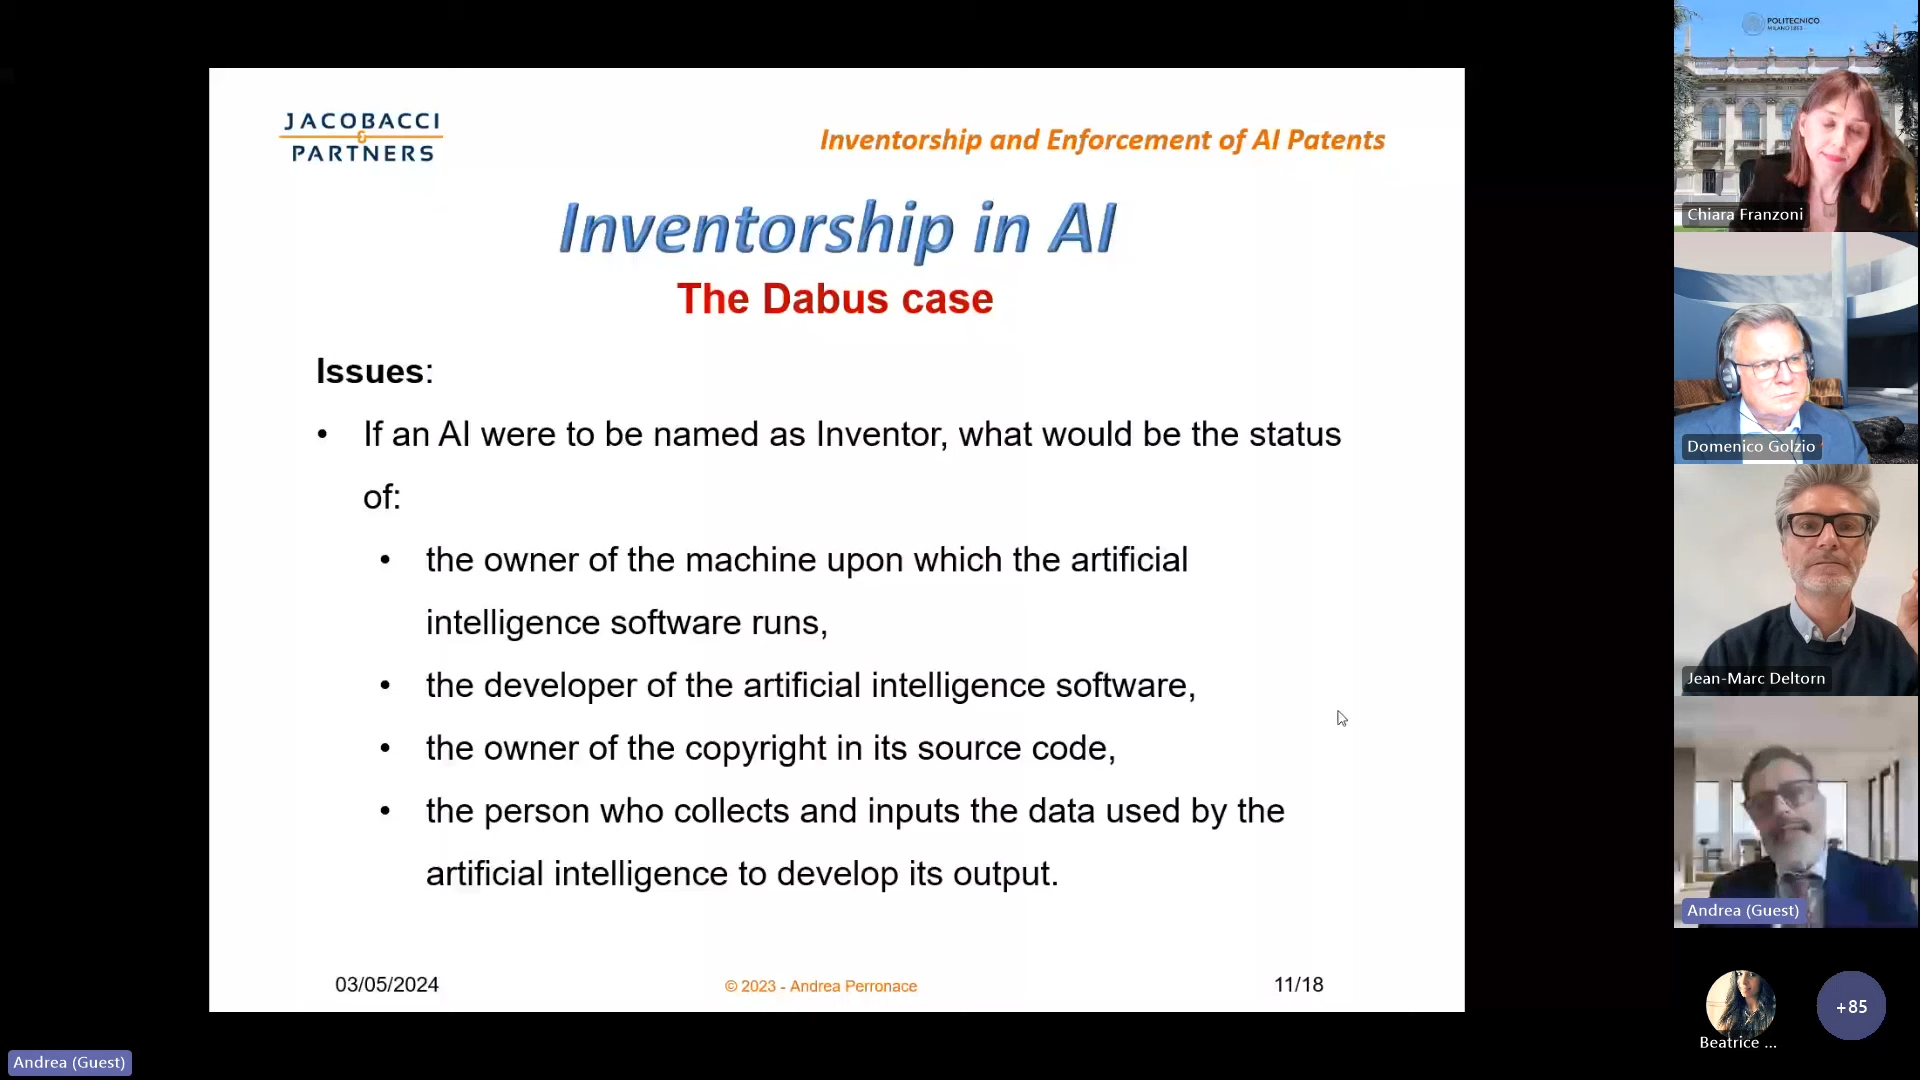 JACOBACCI
&
PARTNERS
Inventorship and Enforcement of AI Patents
Inventorship in AI
The Dabus case
Issues:
• If an AI were to be named as Inventor, what would be the status
of:
• the owner of the machine upon which the artificial
intelligence software runs,
• the developer of the artificial intelligence software,
• the owner of the copyright in its source code,
• the person who collects and inputs the data used by the
artificial intelligence to develop its output.
03/05/2024
© 2023 - Andrea Perronace
11/18
Andrea (Guest)
POLITECNICO
MILANO 1863
Chiara Franzoni
Domenico Golzio
Jean-Marc Deltorn
Andrea (Guest)
Beatrice ...
+85